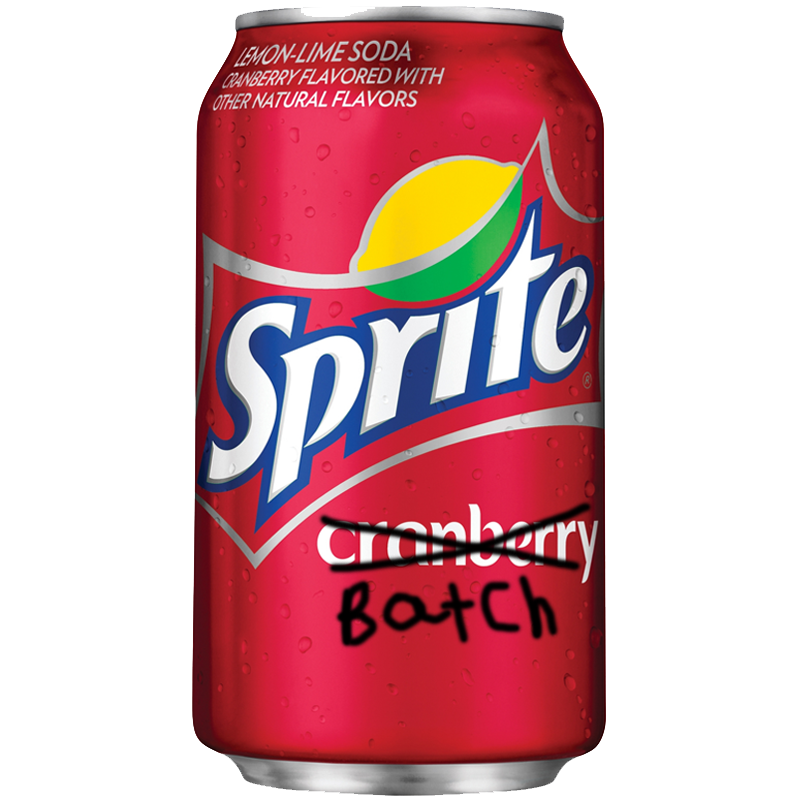 LEMON-LIME SODA
CRANBERRY FLAVORED WITH
OTHER NATURAL FLAVORS
Sprite
®
cranberry
Batch